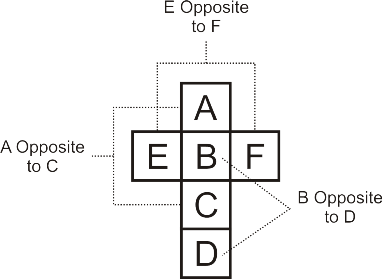 E Opposite
to F
A
A Opposite
to C
E B F
C
B Opposite
to D
D